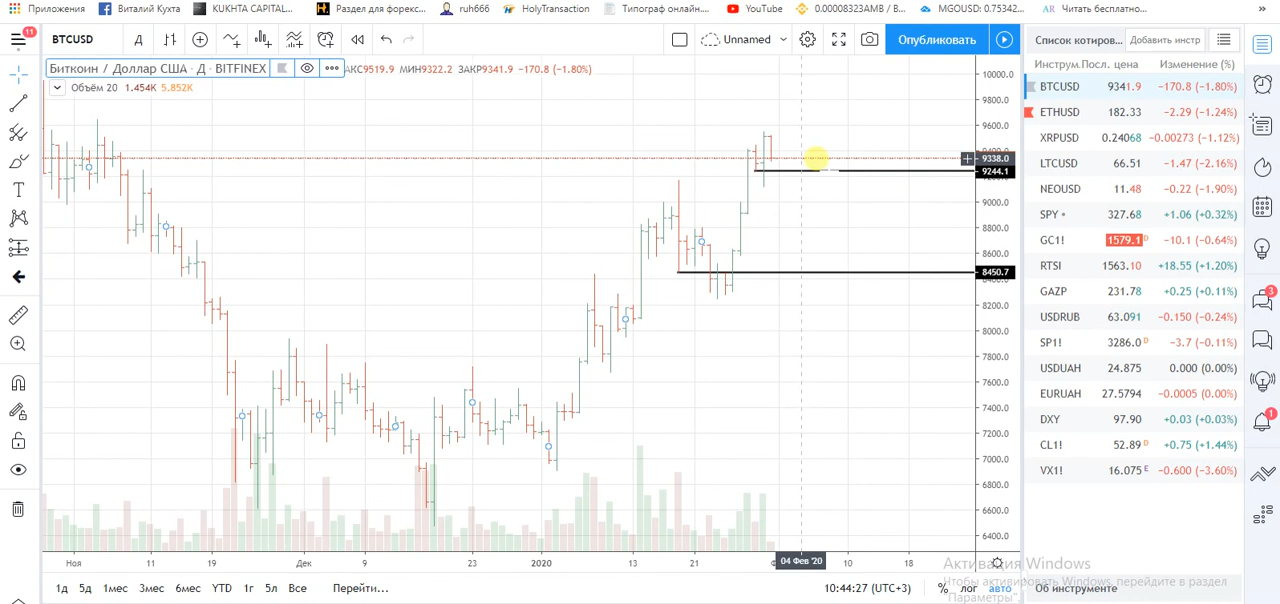 Приложения
Виталий Кухта
KUKHTA CAPITAL...
Раздел для форекс...
ruh666
HolyTransaction
Типограф онлайн....
YouTube
0.00008323AMB / B...
MGOUSD: 0.75342...
Читать бесплатно...
»
11
BTCUSD
Д
Unnamed
Опубликовать
Список котиров...
Добавить инстр
Биткоин / Доллар США · Д · BITFINEX
АКС9519.9 МИН9322.2 ЗАКР9341.9 −170.8 (−1.80%)
Объём 20 1.454K 5.852K
Инструм.
Посл. цена
Изменение (%)
BTCUSD 9341.9 −170.8 (−1.80%)
ETHUSD 182.33 −2.29 (−1.24%)
XRPUSD 0.24068 −0.00273 (−1.12%)
LTCUSD 66.51 −1.47 (−2.16%)
NEOUSD 11.48 −0.22 (−1.90%)
SPY 327.68 +1.06 (+0.32%)
GC1! 1579.1 D −10.1 (−0.64%)
RTSI 1563.10 +18.55 (+1.20%)
GAZP 231.78 +0.25 (+0.11%)
USDRUB 63.091 −0.150 (−0.24%)
SP1! 3286.0 D −3.7 (−0.11%)
USDUAH 24.875 0.000 (0.00%)
EURUAH 27.5794 −0.0005 (0.00%)
DXY 97.90 +0.03 (+0.03%)
CL1! 52.89 D +0.75 (+1.44%)
VX1! 16.075 E −0.600 (−3.60%)
3
1
10000.0
9800.0
9600.0
9338.0
9244.1
9000.0
8800.0
8600.0
8450.7
8200.0
8000.0
7800.0
7600.0
7400.0
7200.0
7000.0
6800.0
6600.0
6400.0
Ноя
11
19
Дек
9
23
2020
13
21
04 Фев '20
10
18
1д
5д
1мес
3мес
6мес
YTD
1г
5л
Все
Перейти...
10:44:27 (UTC+3)
%
лог
авто
Об инструменте
Активация Windows
Чтобы активировать Windows, перейдите в раздел
"Параметры".